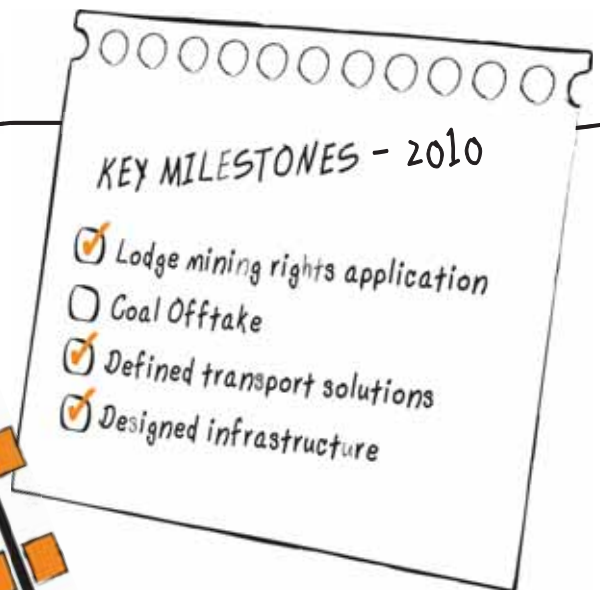 KEY MILESTONES - 2010
Lodge mining rights application
Coal Offtake
Defined transport solutions
Designed infrastructure